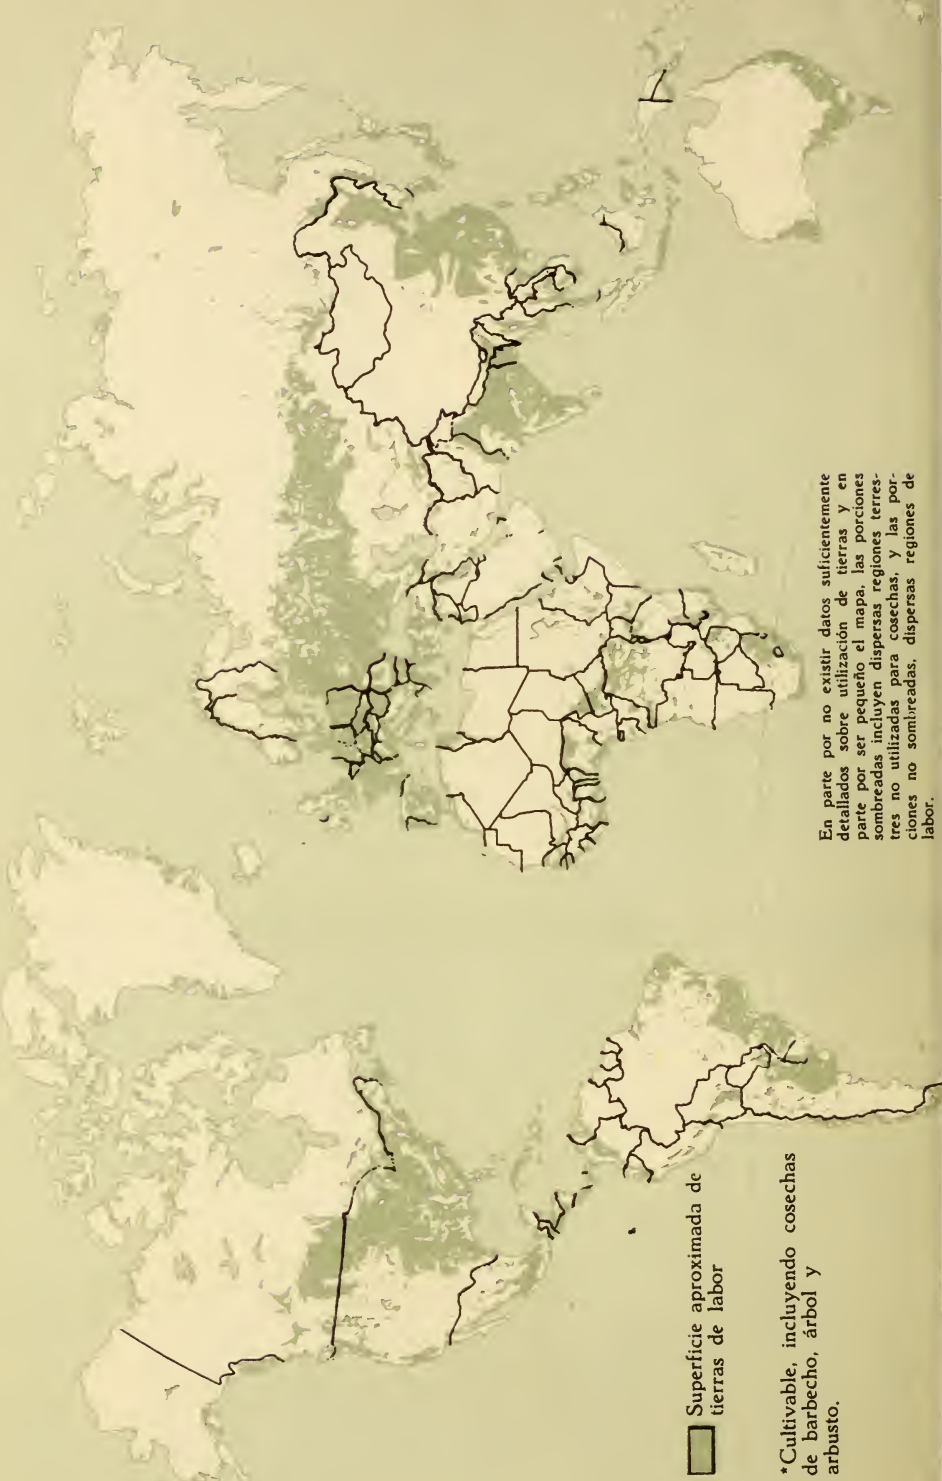 Superficie aproximada de
tierras de labor
*Cultivable, incluyendo cosechas
de barbecho, árbol y
arbusto.
En parte por no existir datos suficientemente
detallados sobre utilización de tierras y en
parte por ser pequeño el mapa, las porciones
sombreadas incluyen dispersas regiones terres-
tres no utilizadas para cosechas, y las por-
ciones no sombreadas, dispersas regiones de
labor.